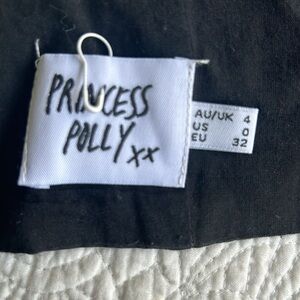 PRINCESS
POLLY xx
AU/UK 4
US 0
EU 32